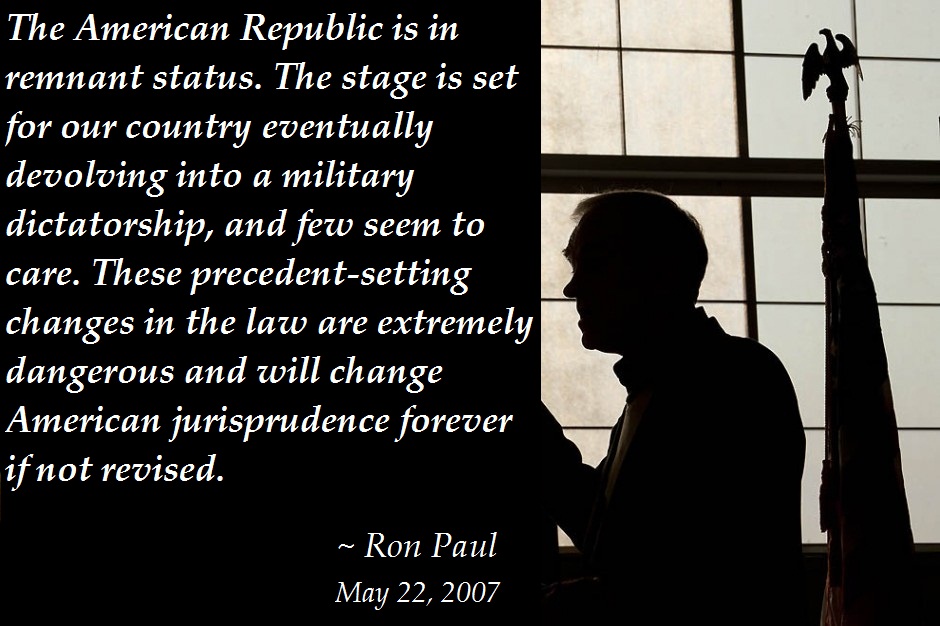 The American Republic is in
remnant status. The stage is set
for our country eventually
devolving into a military
dictatorship, and few seem to
care. These precedent-setting
changes in the law are extremely
dangerous and will change
American jurisprudence forever
if not revised.
~ Ron Paul
May 22, 2007